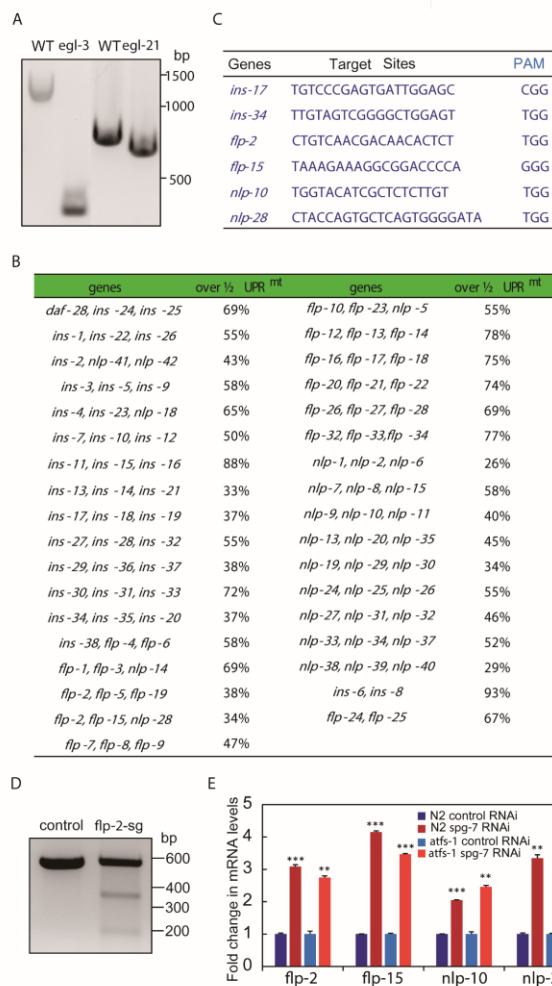 A
WT egl-3 WT egl-21
bp
1500
1000
500
C
Genes Target Sites PAM
ins-17 TGTCCCGAGTGATTGGAGC CGG
ins-34 TTGTAGTCGGGGCTGGAGT TGG
flp-2 CTGTCAACGACAACACTCT TGG
flp-15 TAAAGAAAGGCGGACCCCA GGG
nlp-10 TGGTACATCGCTCTCTTGT TGG
nlp-28 CTACCAGTGCTCAGTGGGGATA TGG
B
genes over ½ UPR mt genes over ½ UPR mt
daf-28, ins-24, ins-25 69% flp-10, flp-23, nlp-5 55%
ins-1, ins-22, ins-26 55% flp-12, flp-13, flp-14 78%
ins-2, nlp-41, nlp-42 43% flp-16, flp-17, flp-18 75%
ins-3, ins-5, ins-9 58% flp-20, flp-21, flp-22 74%
ins-4, ins-23, nlp-18 65% flp-26, flp-27, flp-28 69%
ins-7, ins-10, ins-12 50% flp-32, flp-33, flp-34 77%
ins-11, ins-15, ins-16 88% nlp-1, nlp-2, nlp-6 26%
ins-13, ins-14, ins-21 33% nlp-7, nlp-8, nlp-15 58%
ins-17, ins-18, ins-19 37% nlp-9, nlp-10, nlp-11 40%
ins-27, ins-28, ins-32 55% nlp-13, nlp-20, nlp-35 45%
ins-29, ins-36, ins-37 38% nlp-19, nlp-29, nlp-30 34%
ins-30, ins-31, ins-33 72% nlp-24, nlp-25, nlp-26 55%
ins-34, ins-35, ins-20 37% nlp-27, nlp-31, nlp-32 46%
ins-38, flp-4, flp-6 58% nlp-33, nlp-34, nlp-37 52%
flp-1, flp-3, nlp-14 69% nlp-38, nlp-39, nlp-40 29%
flp-2, flp-5, flp-19 38% ins-6, ins-8 93%
flp-2, flp-15, nlp-28 34% flp-24, flp-25 67%
flp-7, flp-8, flp-9 47%
D
control flp-2-sg
bp
600
400
300
200
E
Fold change in mRNA levels
5
4
3
2
1
0
N2 control RNAi
N2 spg-7 RNAi
atfs-1 control RNAi
atfs-1 spg-7 RNAi
*** ** *** *** *** ** **
flp-2 flp-15 nlp-10